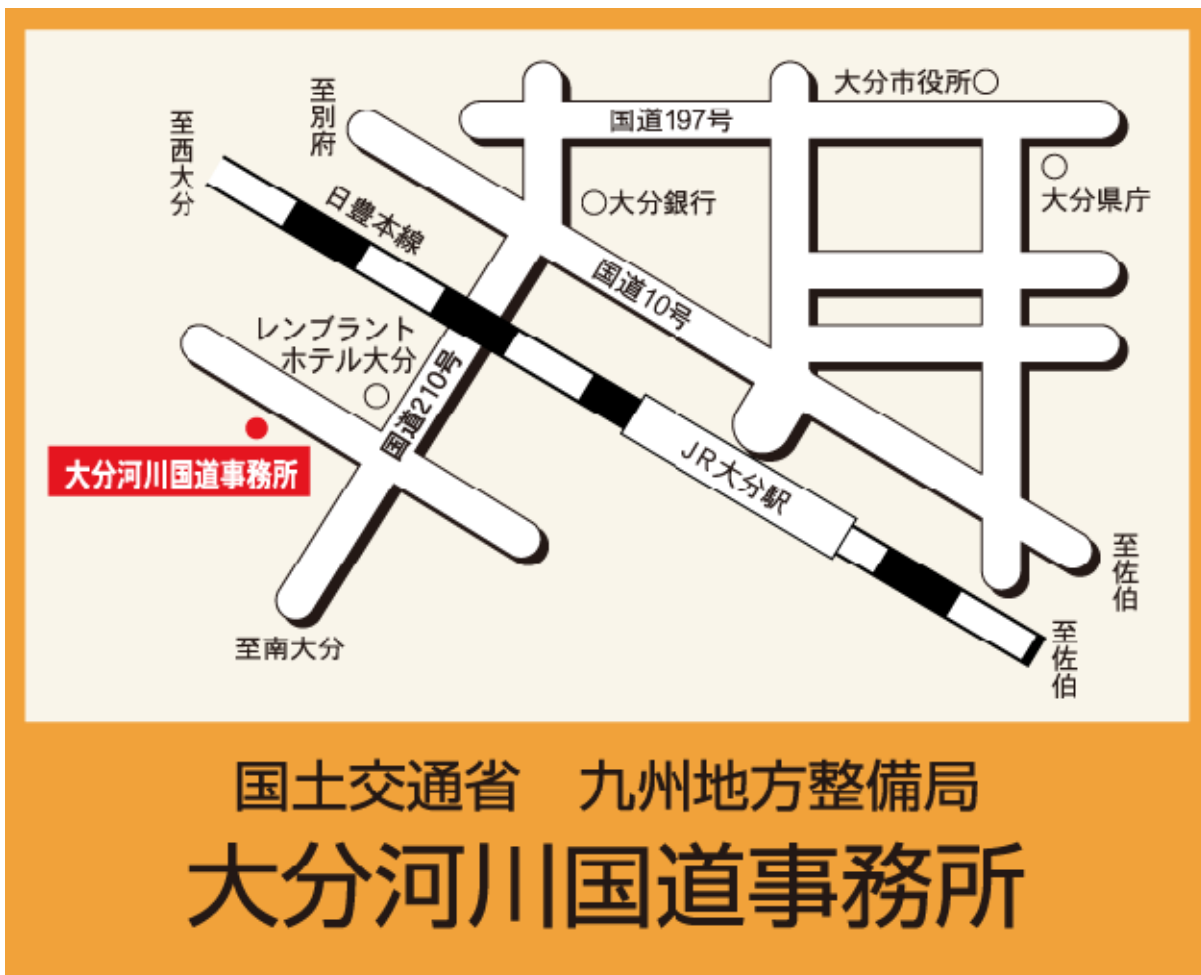 大分市役所
国道197号
至別府
至西大分
大分県庁
大分銀行
日豊本線
国道10号
レンブラント
ホテル大分
国道210号
大分河川国道事務所
JR大分駅
至佐伯
至佐伯
至南大分
国土交通省　九州地方整備局
大分河川国道事務所